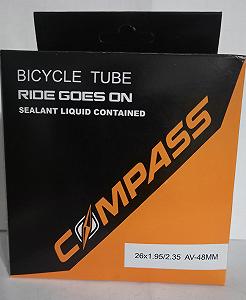 BICYCLE TUBE
RIDE GOES ON
SEALANT LIQUID CONTAINED
COMPASS
26x1.95/2.35 AV-48MM